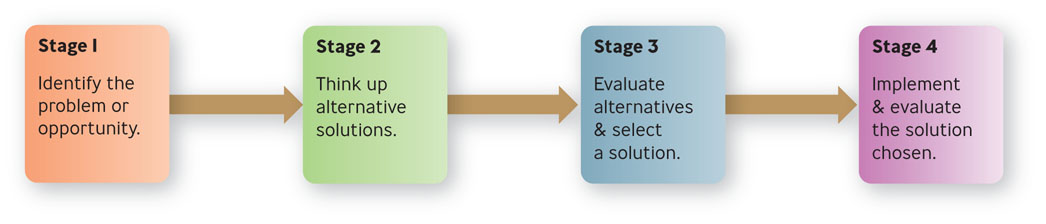 Stage 1
Identify the
problem or
opportunity.
Stage 2
Think up
alternative
solutions.
Stage 3
Evaluate
alternatives
& select
a solution.
Stage 4
Implement
& evaluate
the solution
chosen.